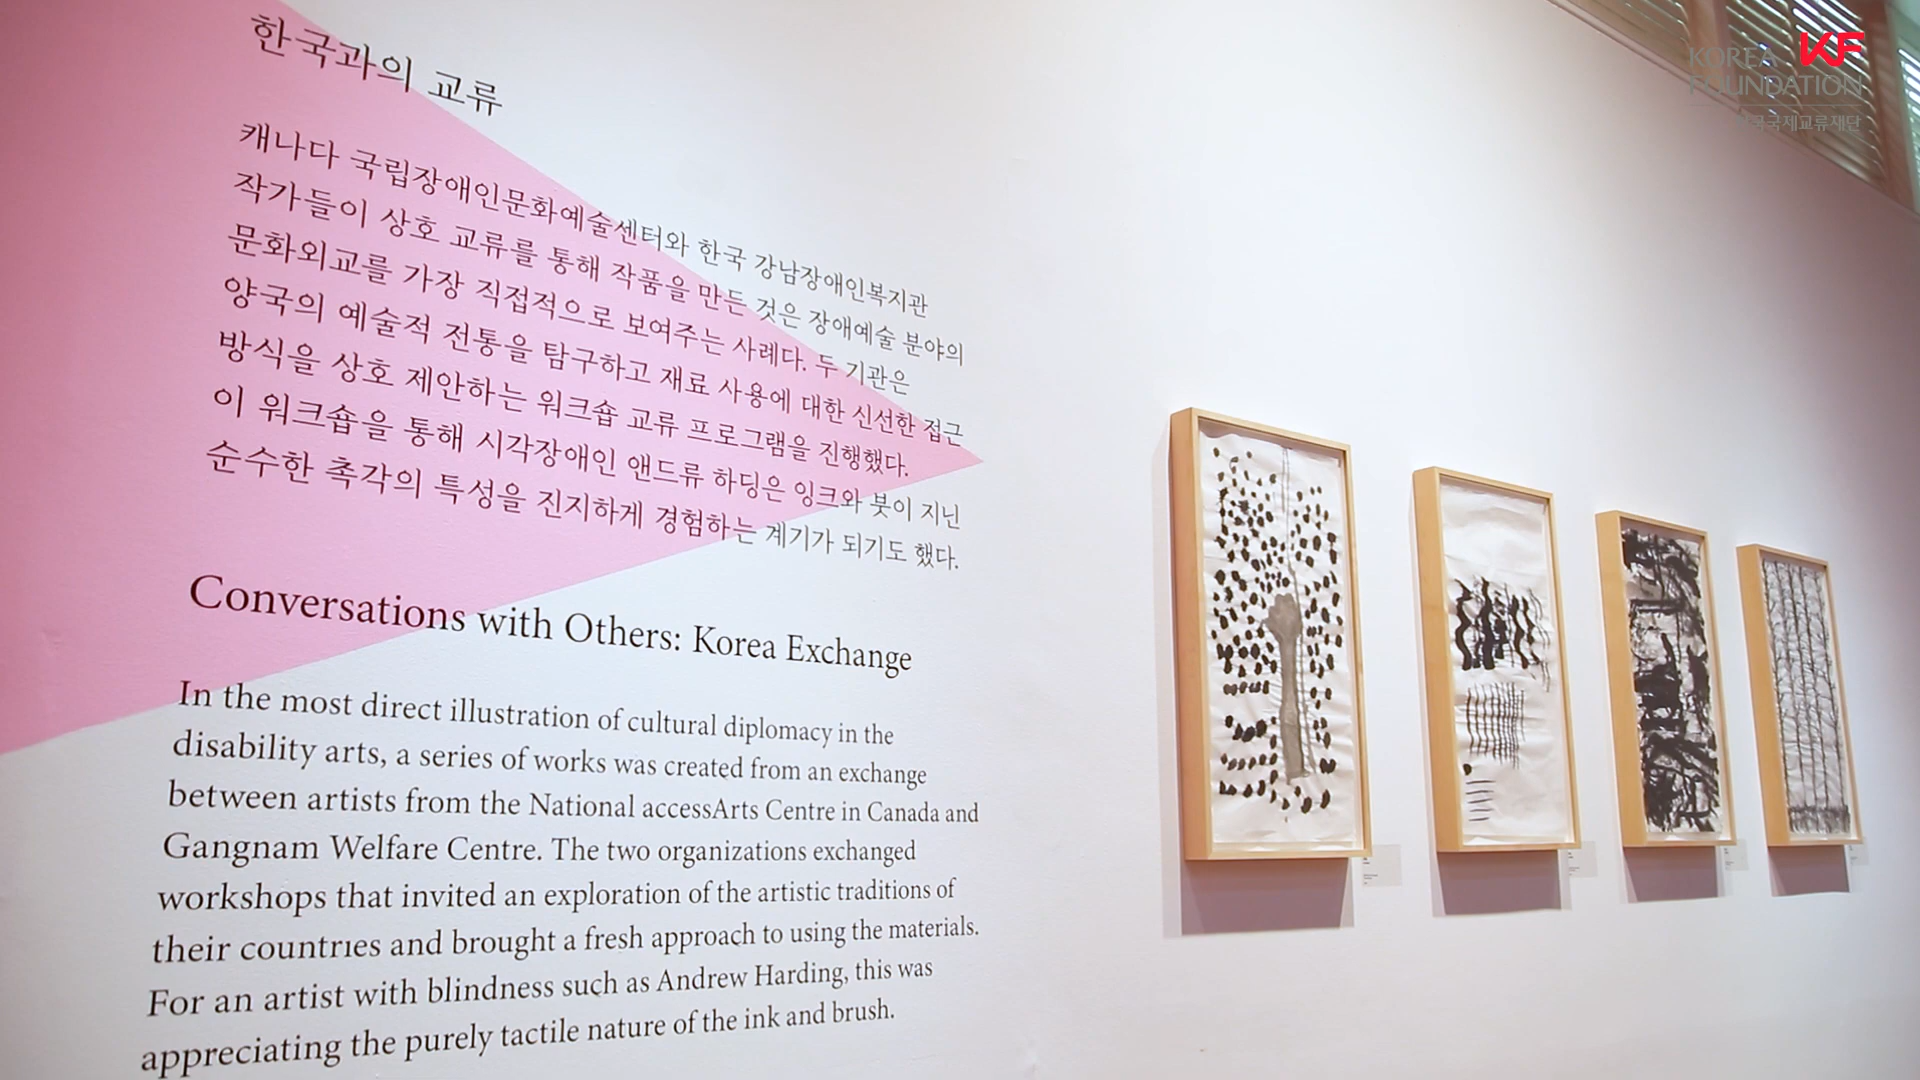 한국과의 교류
캐나다 국립장애인문화예술센터와 한국 강남장애인복지관
작가들이 상호 교류를 통해 작품을 만든 것은 장애예술 분야의
문화외교를 가장 직접적으로 보여주는 사례다. 두 기관은
양국의 예술적 전통을 탐구하고 재료 사용에 대한 신선한 접근
방식을 상호 제안하는 워크숍 교류 프로그램을 진행했다.
이 워크숍을 통해 시각장애인 앤드류 하딩은 잉크와 붓이 지닌
순수한 촉각의 특성을 진지하게 경험하는 계기가 되기도 했다.
Conversations with Others: Korea Exchange
In the most direct illustration of cultural diplomacy in the
disability arts, a series of works was created from an exchange
between artists from the National accessArts Centre in Canada and
Gangnam Welfare Centre. The two organizations exchanged
workshops that invited an exploration of the artistic traditions of
their countries and brought a fresh approach to using the materials.
For an artist with blindness such as Andrew Harding, this was
appreciating the purely tactile nature of the ink and brush.
KOREA KF
FOUNDATION
한국국제교류재단